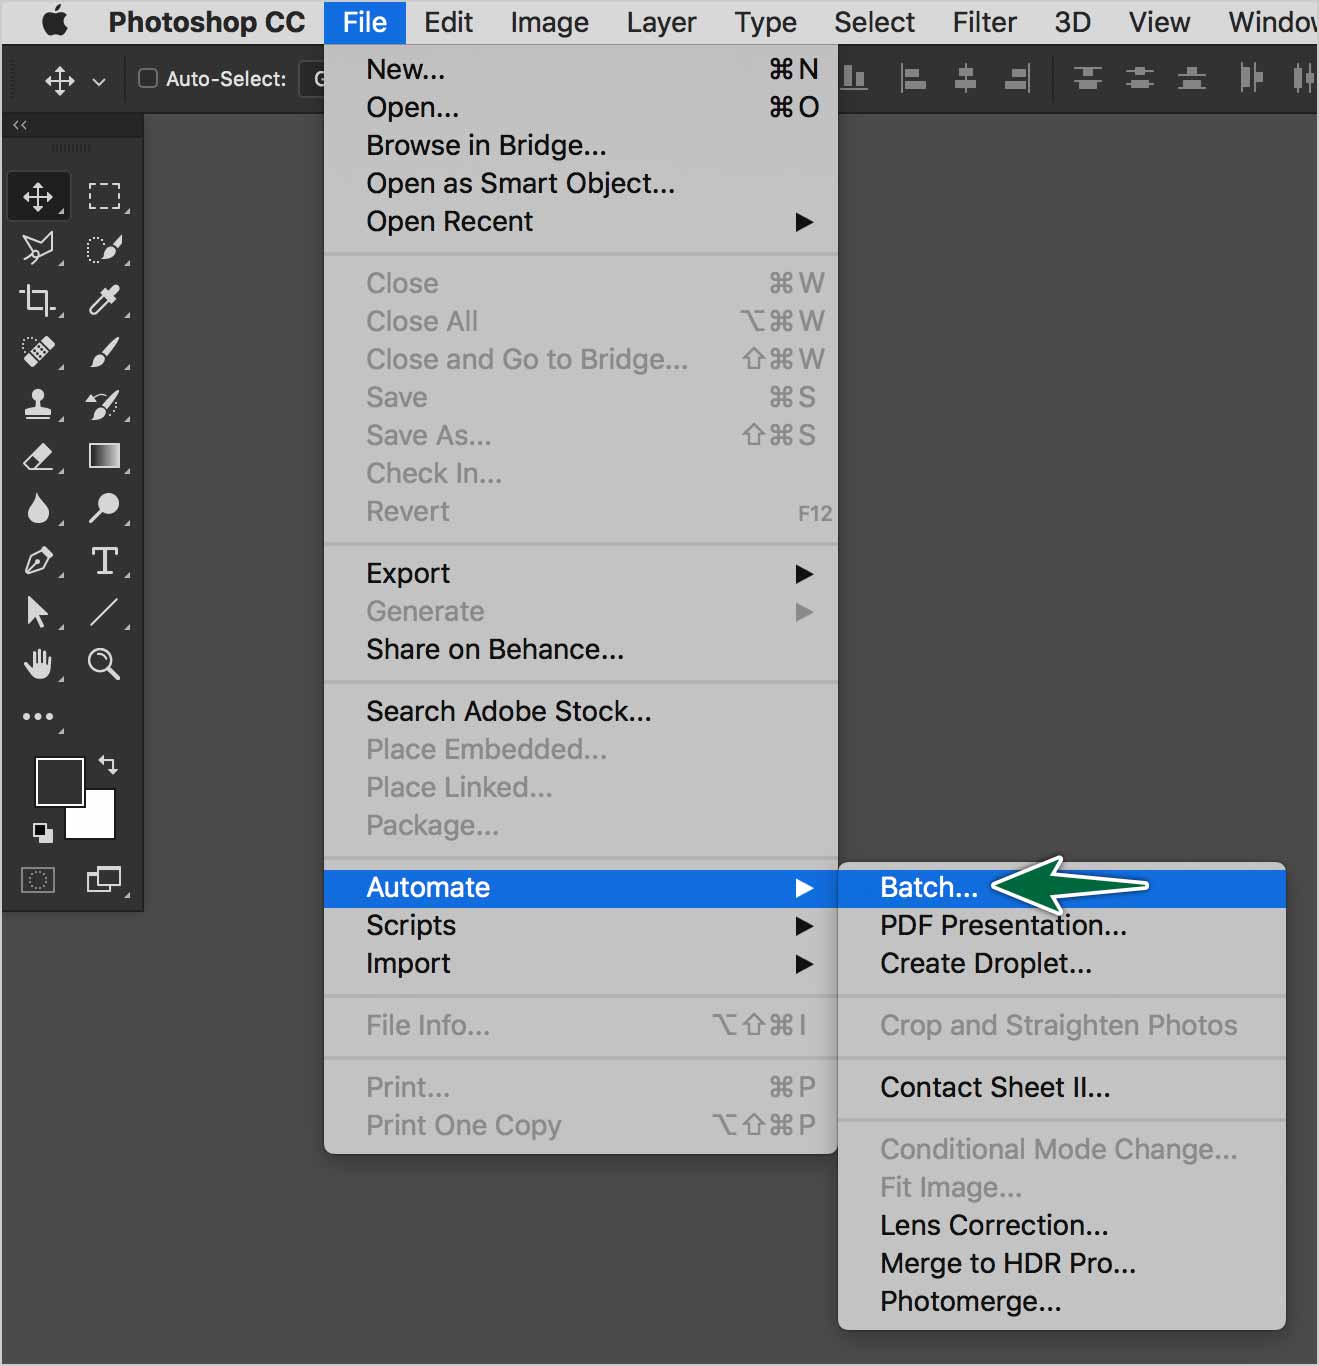 Photoshop CC File Edit Image Layer Type Select Filter 3D View Window
Auto-Select: G
New... ⌘N
Open... ⌘O
Browse in Bridge...
Open as Smart Object...
Open Recent
Close ⌘W
Close All ⌥⌘W
Close and Go to Bridge... ⇧⌘W
Save ⌘S
Save As... ⇧⌘S
Check In...
Revert F12
Export
Generate
Share on Behance...
Search Adobe Stock...
Place Embedded...
Place Linked...
Package...
Automate
Scripts
Import
File Info... ⌥⇧⌘I
Print... ⌘P
Print One Copy ⌥⇧⌘P
Batch...
PDF Presentation...
Create Droplet...
Crop and Straighten Photos
Contact Sheet II...
Conditional Mode Change...
Fit Image...
Lens Correction...
Merge to HDR Pro...
Photomerge...